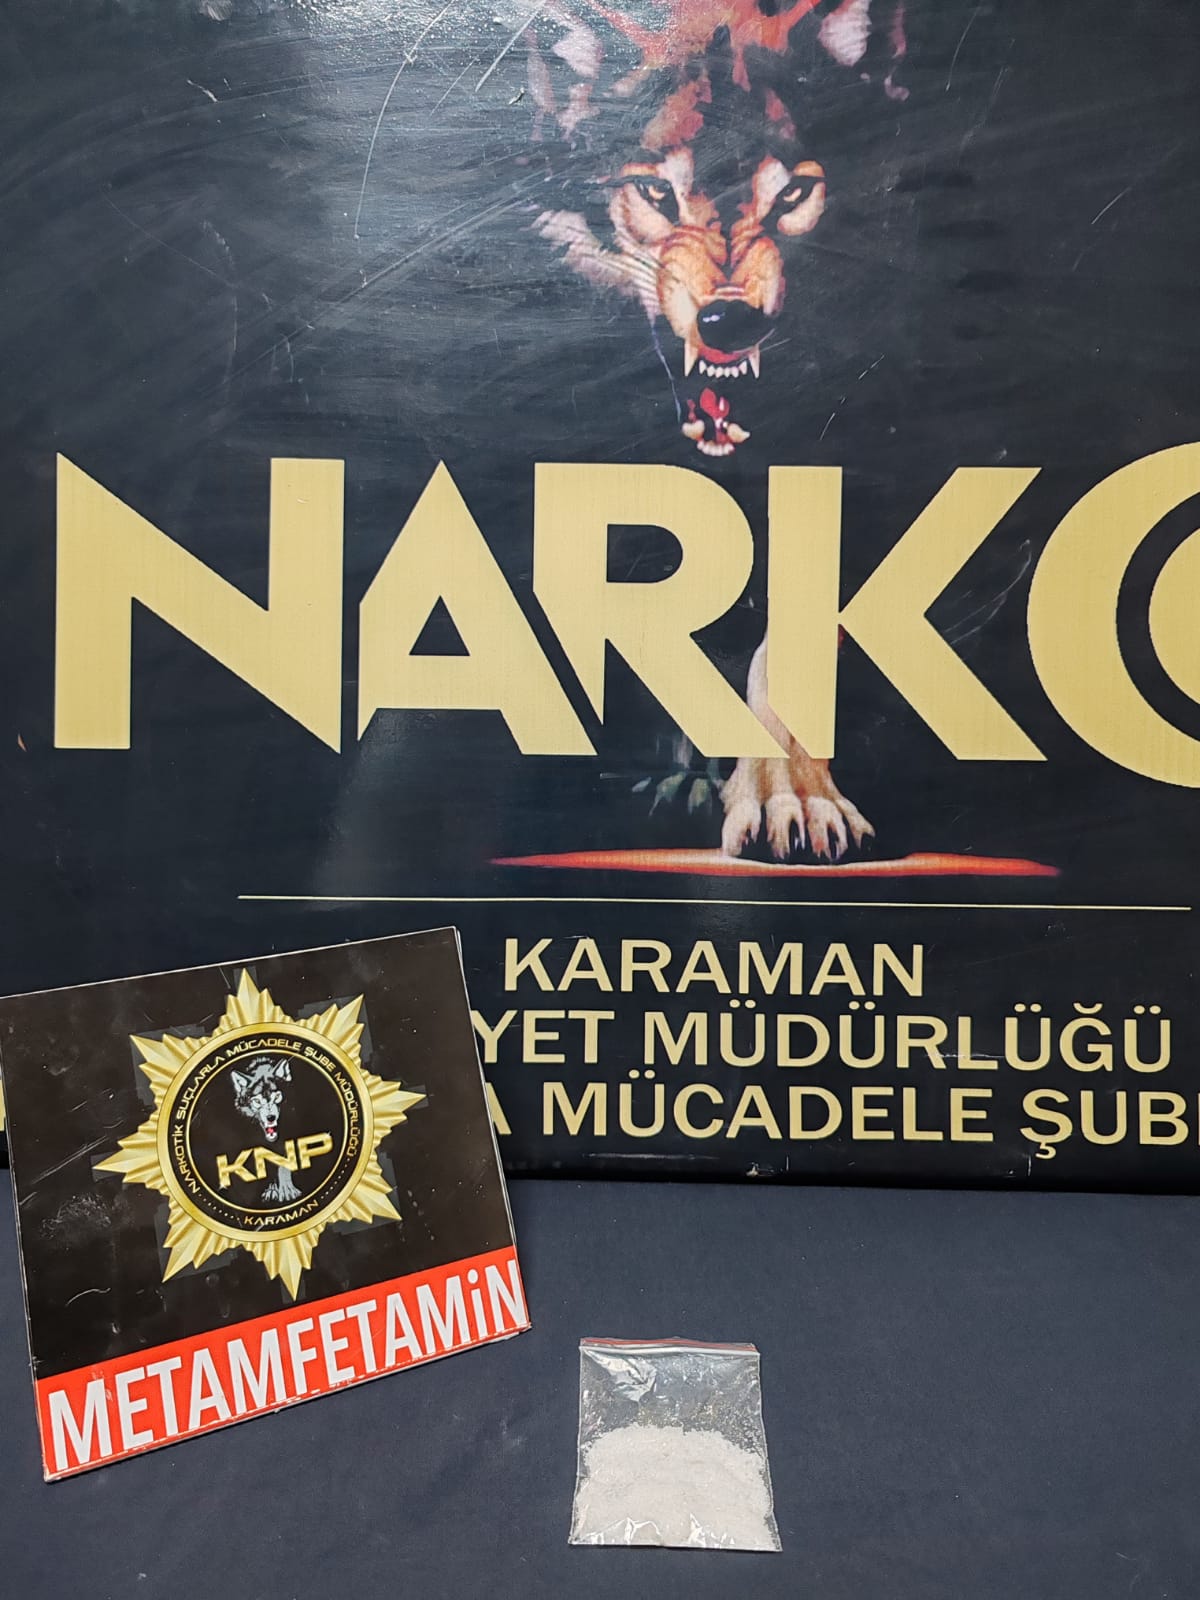 NARKO
KARAMAN
YET MÜDÜRLÜĞÜ
A MÜCADELE ŞUB
NARKOTİK SUÇLARLA MÜCADELE ŞUBE MÜDÜRLÜĞÜ
KNP
KARAMAN
METAMFETAMİN